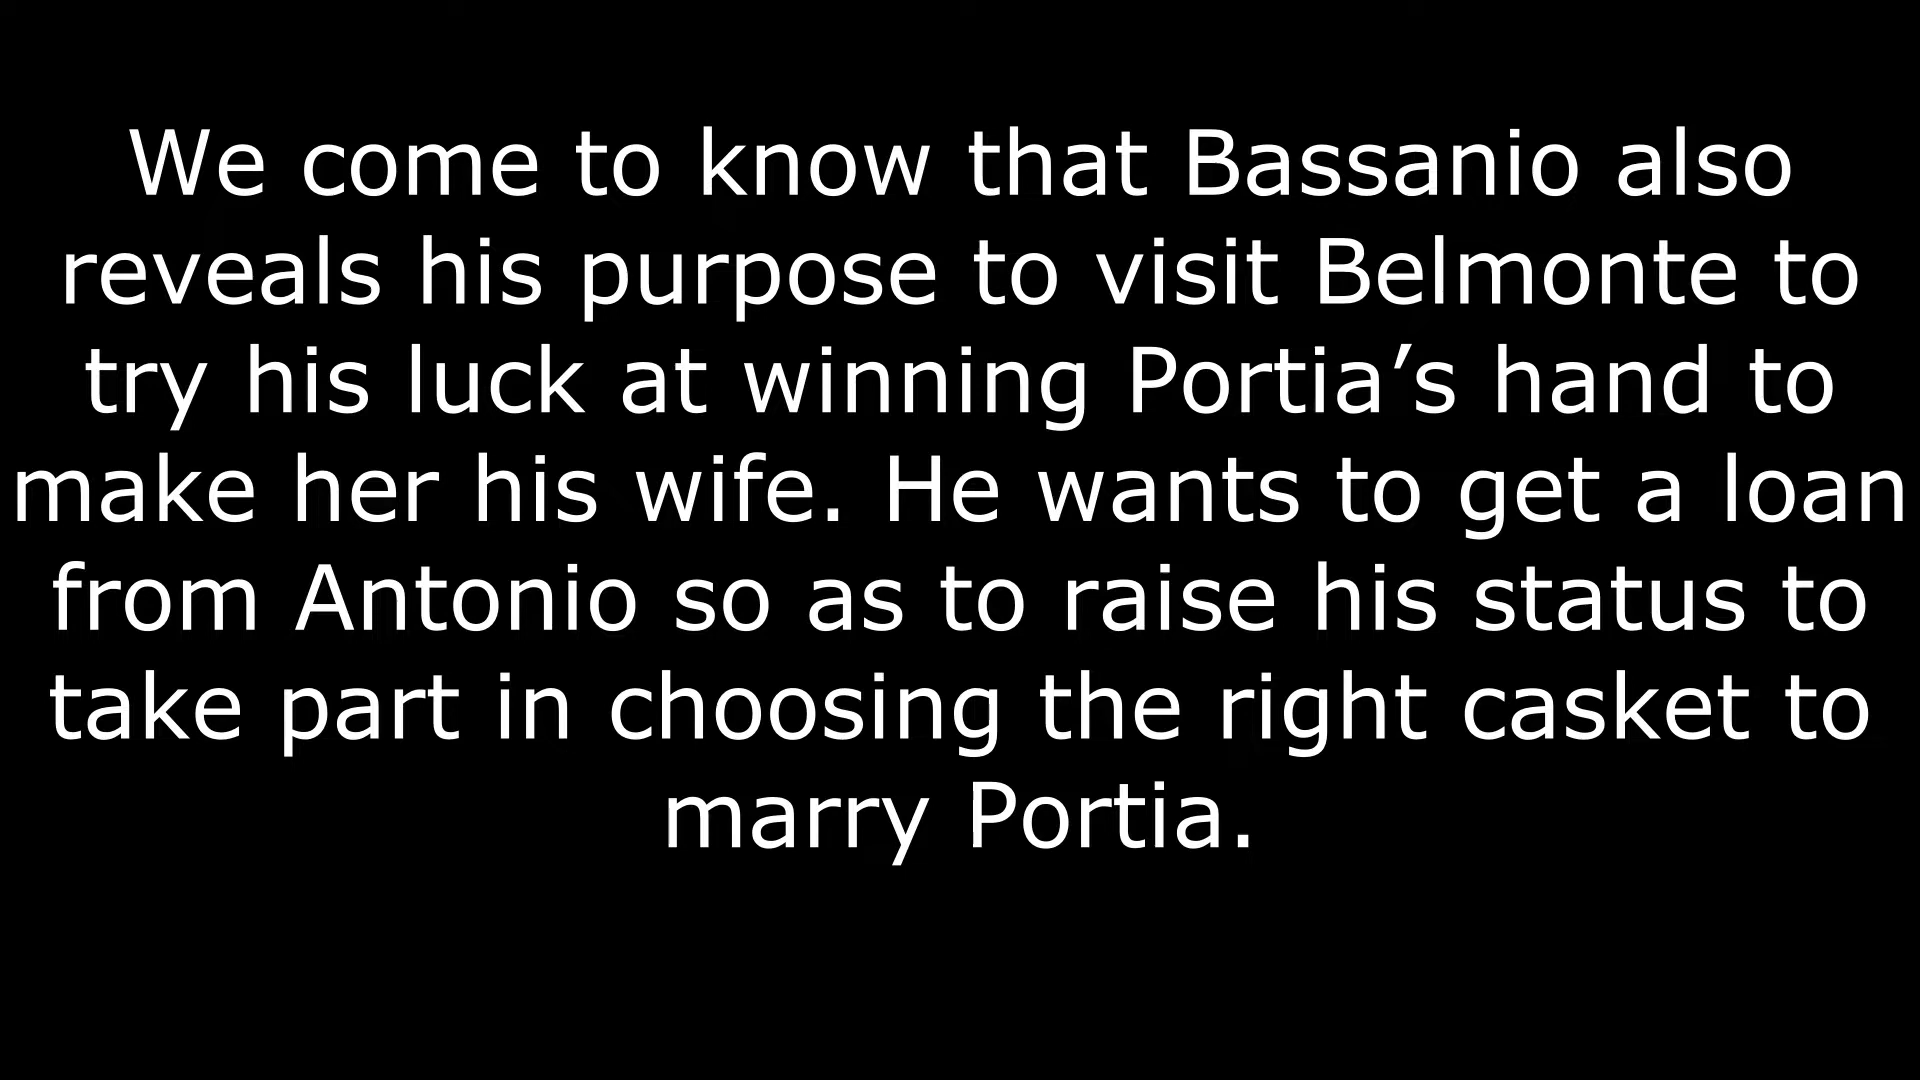 We come to know that Bassanio also
reveals his purpose to visit Belmonte to
try his luck at winning Portia’s hand to
make her his wife. He wants to get a loan
from Antonio so as to raise his status to
take part in choosing the right casket to
marry Portia.